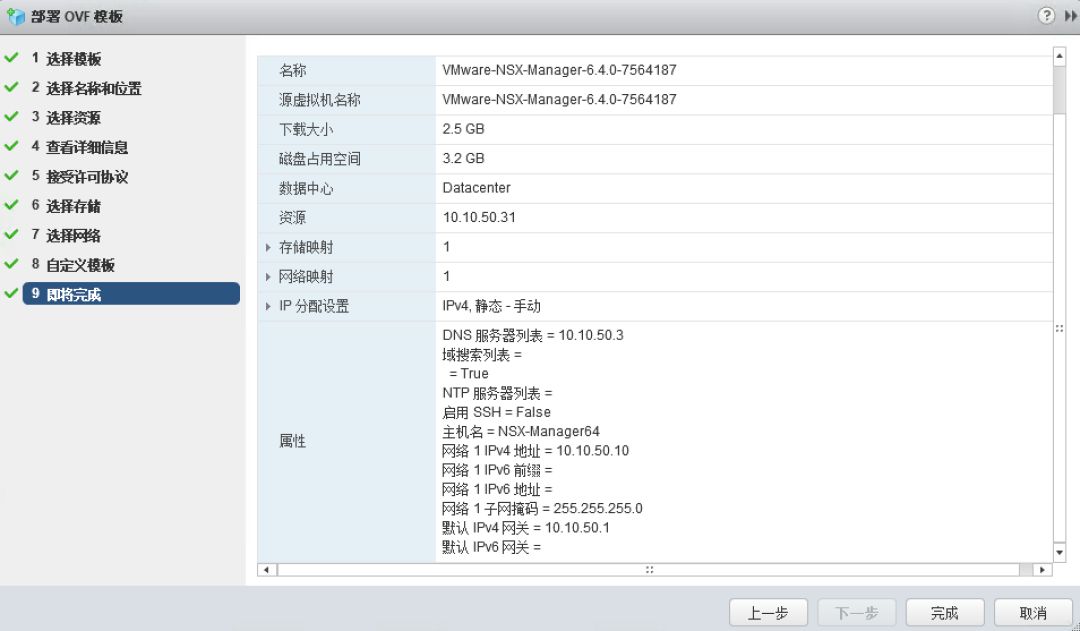 部署 OVF 模板
1 选择模板
2 选择名称和位置
3 选择资源
4 查看详细信息
5 接受许可协议
6 选择存储
7 选择网络
8 自定义模板
9 即将完成
名称 VMware-NSX-Manager-6.4.0-7564187
源虚拟机名称 VMware-NSX-Manager-6.4.0-7564187
下载大小 2.5 GB
磁盘占用空间 3.2 GB
数据中心 Datacenter
资源 10.10.50.31
存储映射 1
网络映射 1
IP 分配设置 IPv4, 静态 - 手动
属性
DNS 服务器列表 = 10.10.50.3
域搜索列表 =
= True
NTP 服务器列表 =
启用 SSH = False
主机名 = NSX-Manager64
网络 1 IPv4 地址 = 10.10.50.10
网络 1 IPv6 前缀 =
网络 1 IPv6 地址 =
网络 1 子网掩码 = 255.255.255.0
默认 IPv4 网关 = 10.10.50.1
默认 IPv6 网关 =
上一步 下一步 完成 取消